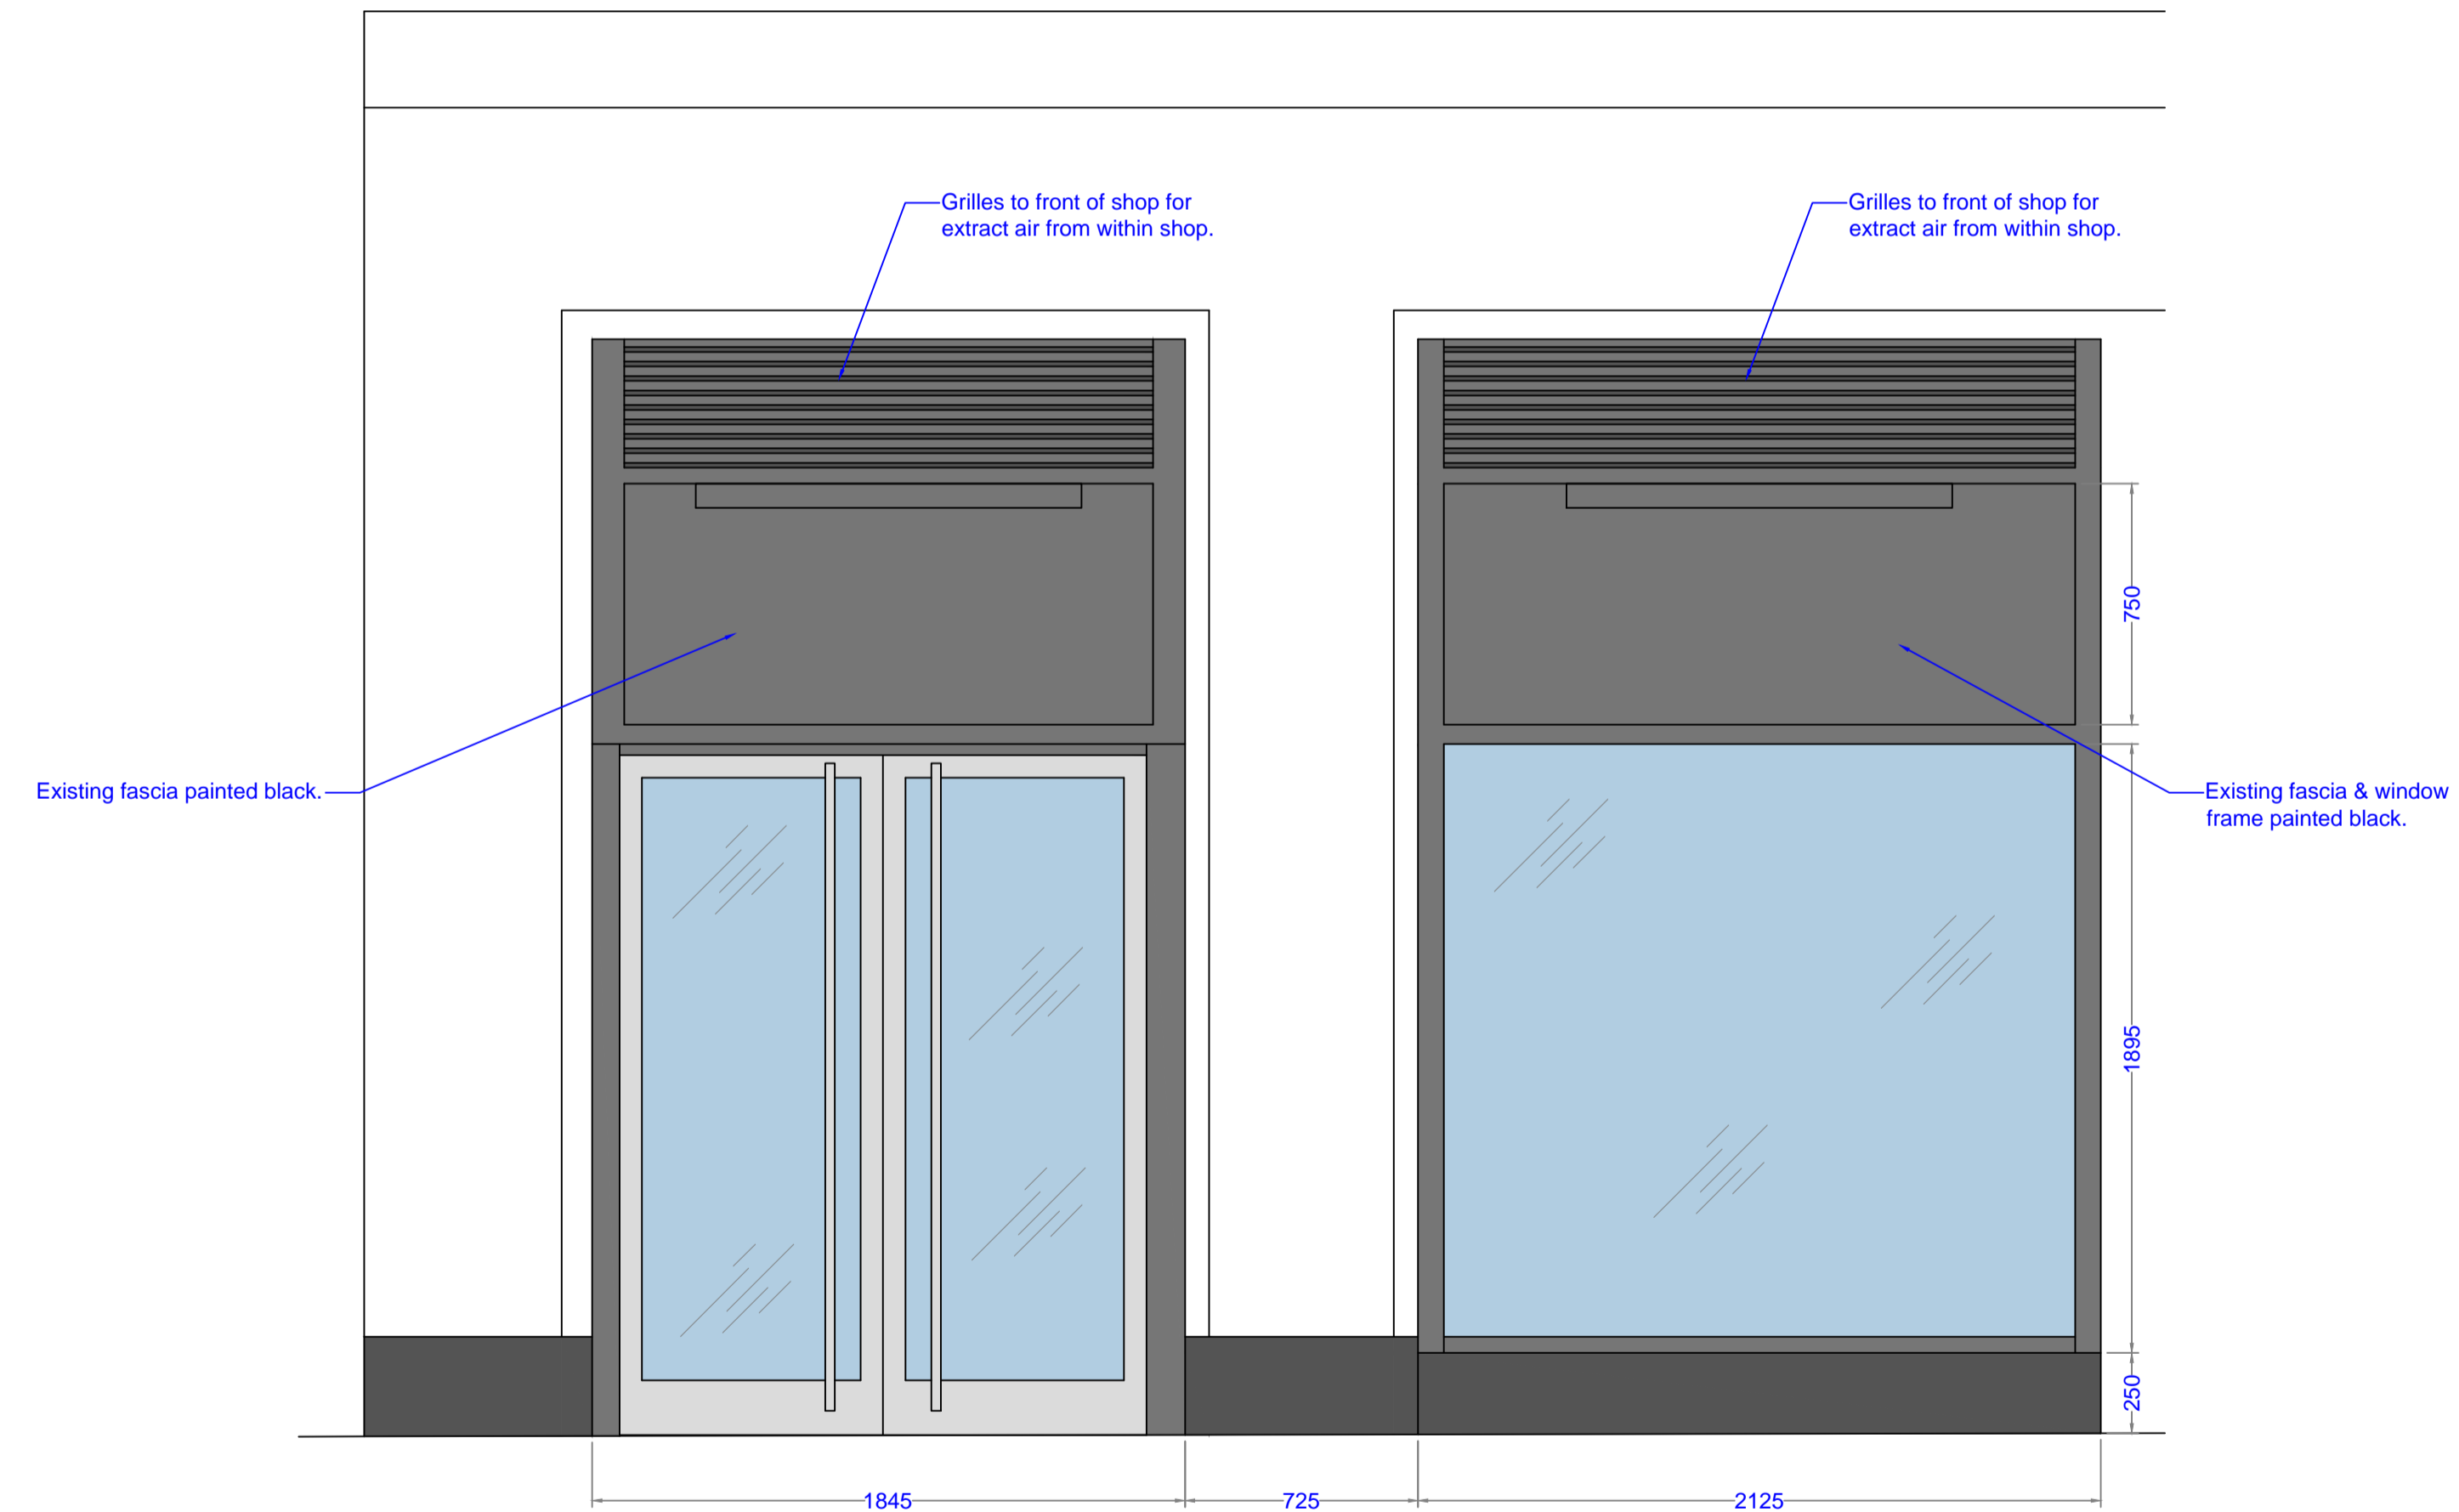 Grilles to front of shop for
extract air from within shop.
Grilles to front of shop for
extract air from within shop.
750
Existing fascia painted black.
Existing fascia & window
frame painted black.
1895
250
1845
725
2125